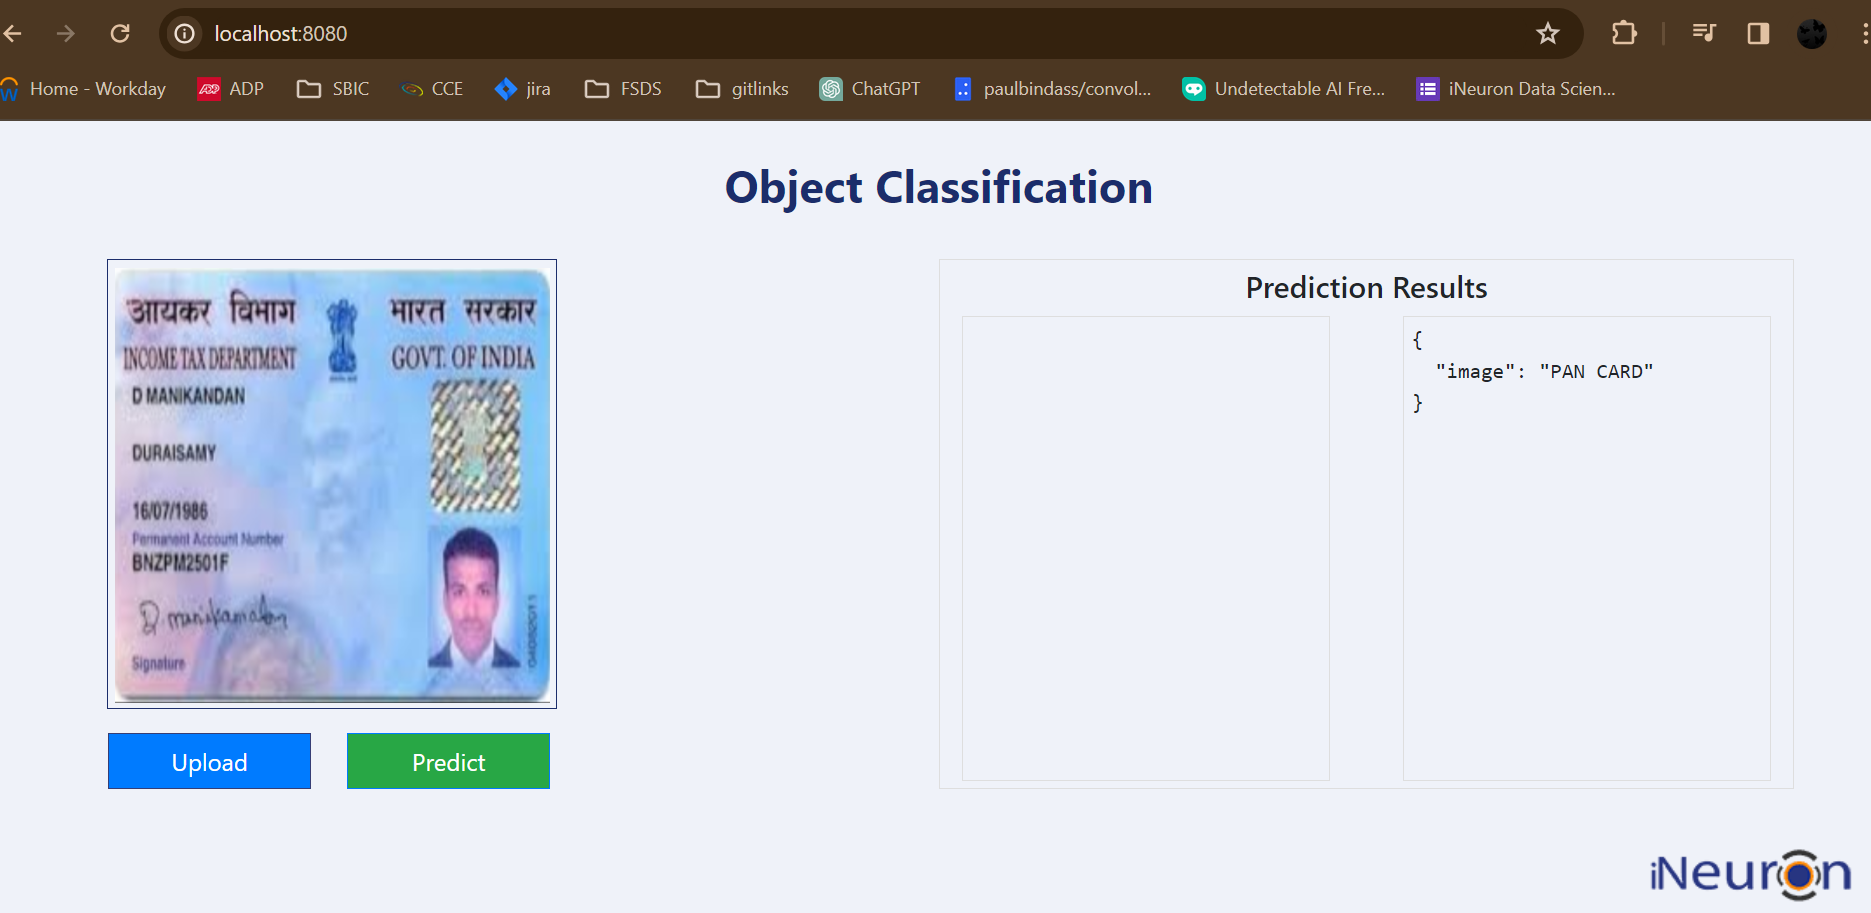 localhost:8080
Home - Workday ADP SBIC CCE jira FSDS gitlinks ChatGPT paulbindass/convol... Undetectable AI Fre... iNeuron Data Scien...
Object Classification
आयकर विभाग भारत सरकार
INCOME TAX DEPARTMENT GOVT. OF INDIA
D MANIKANDAN
DURAISAMY
16/07/1986
Permanent Account Number
BNZPM2501F
D. manikandan
Signature
Upload Predict
Prediction Results
{
"image": "PAN CARD"
}
iNeuron